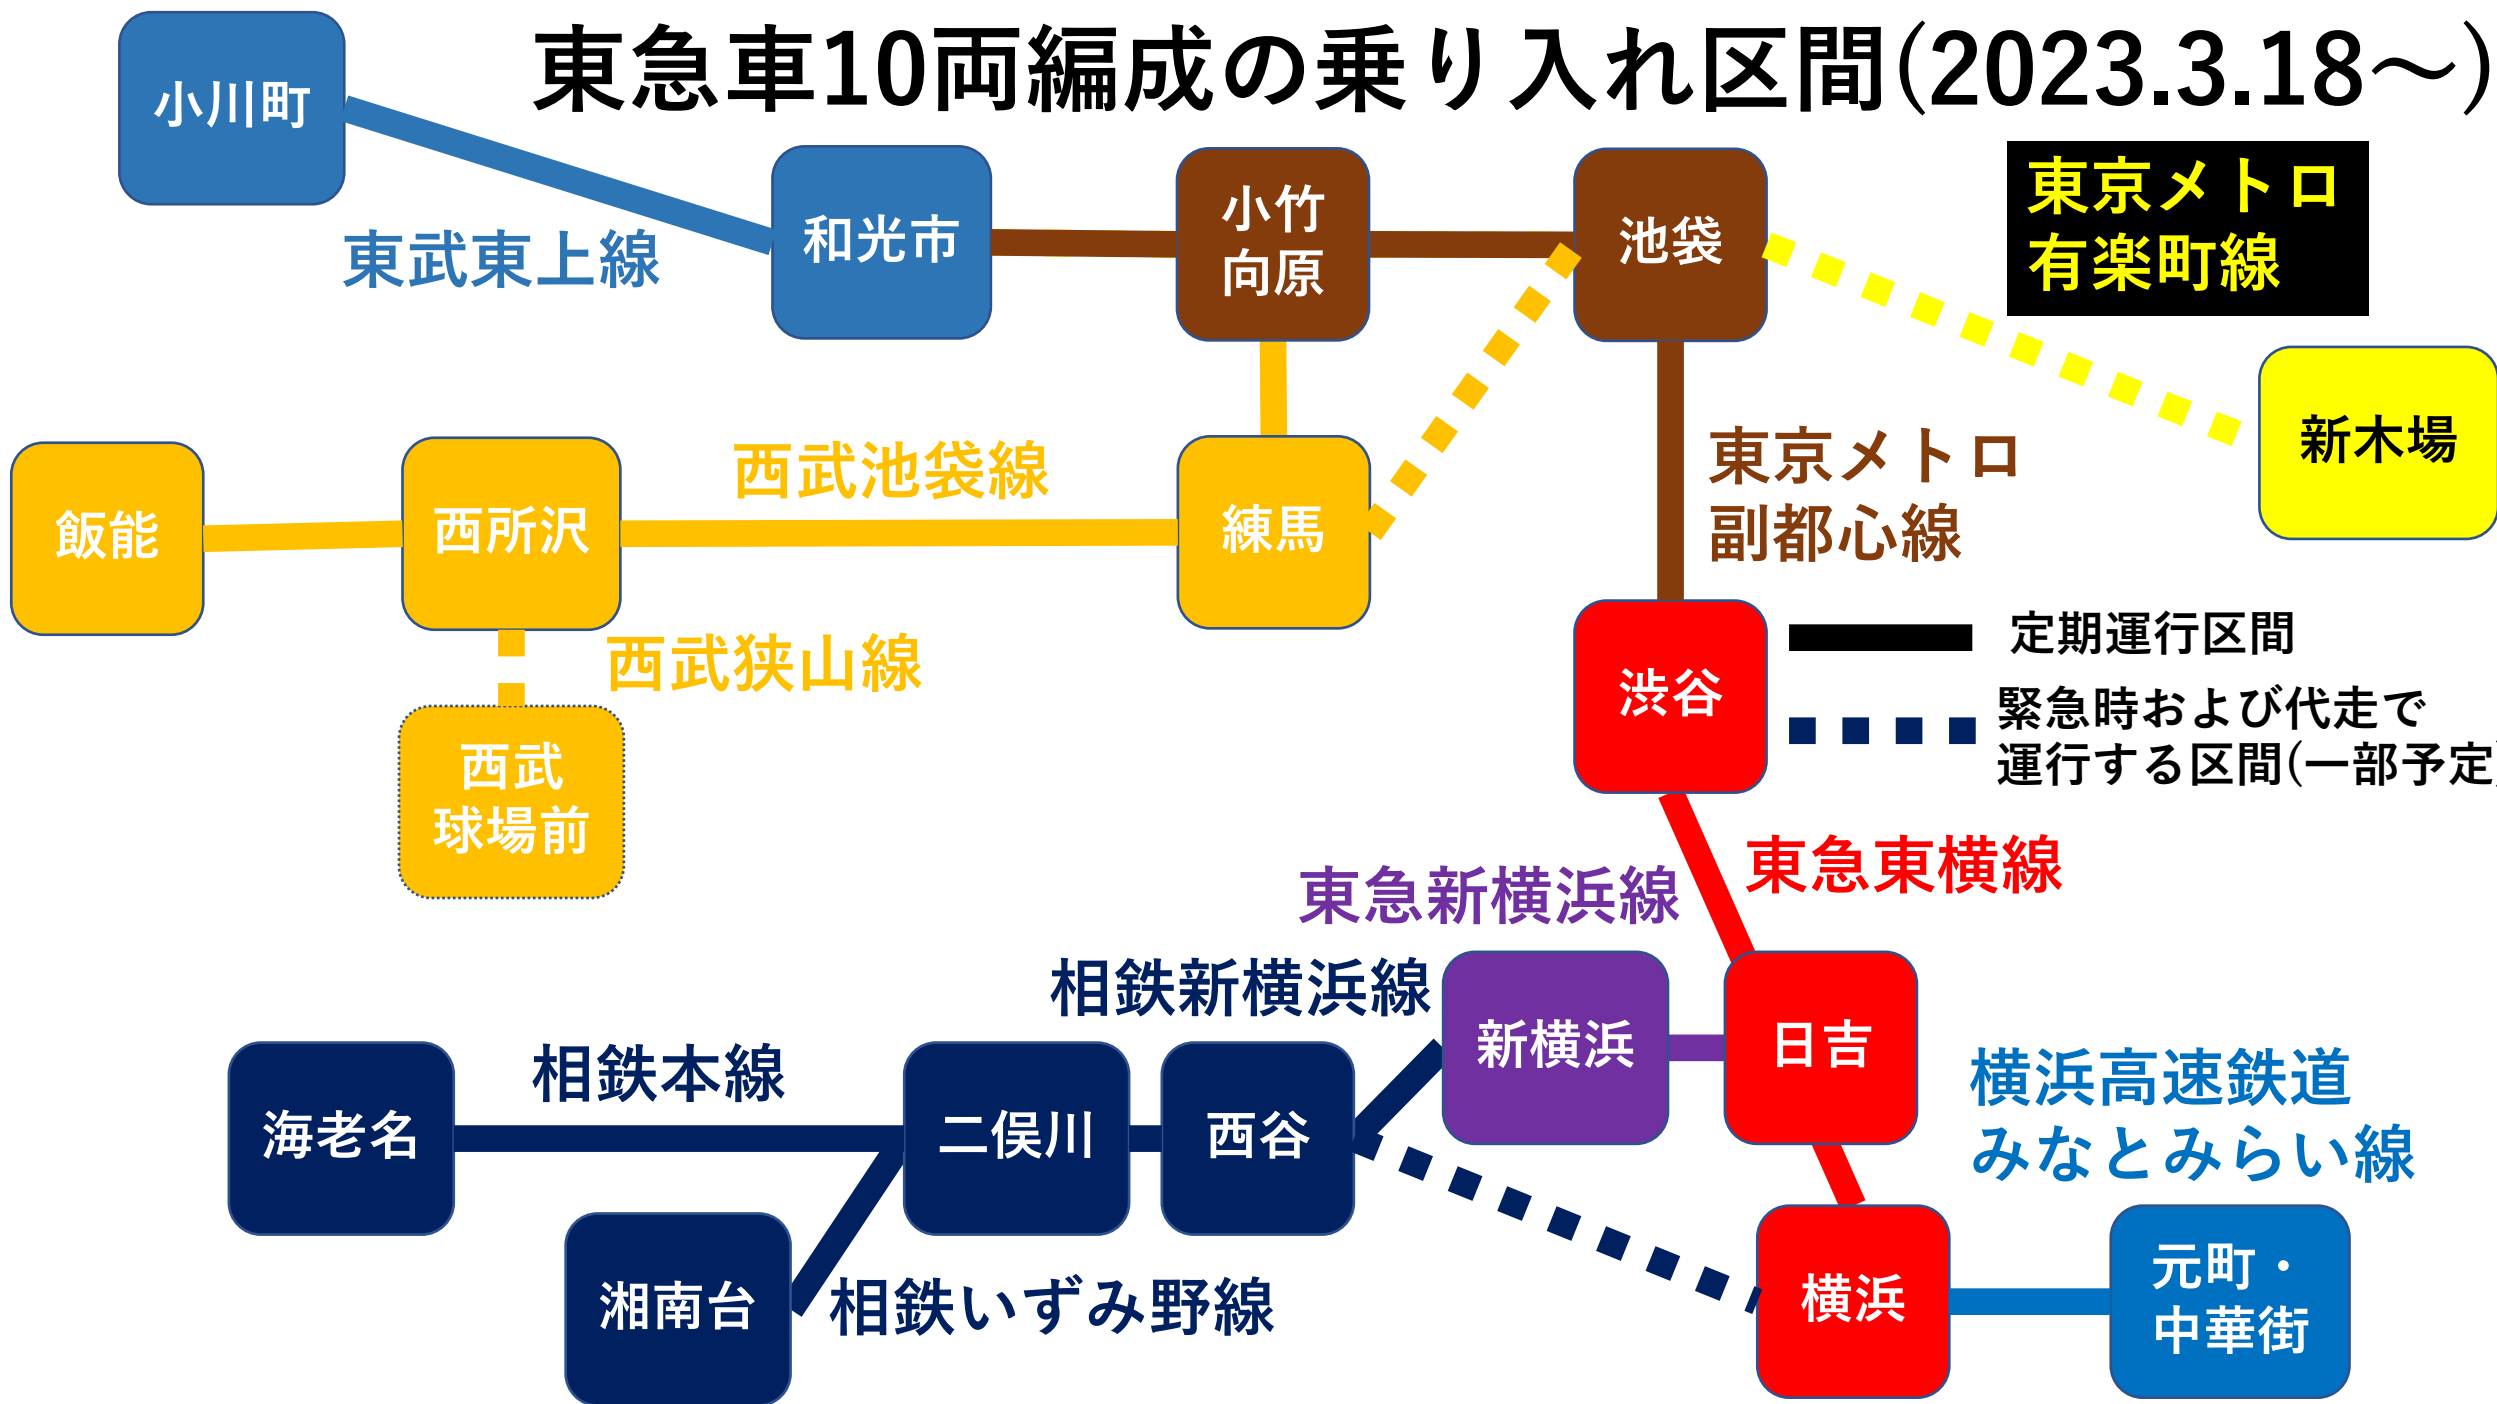 東急車10両編成の乗り入れ区間(2023.3.18~)
小川町
東武東上線
和光市
小竹
向原
池袋
東京メトロ
有楽町線
新木場
西武池袋線
東京メトロ
副都心線
飯能
西所沢
練馬
西武狭山線
西武
球場前
渋谷
定期運行区間
緊急時および代走で
運行する区間(一部予定)
東急東横線
東急新横浜線
相鉄新横浜線
新横浜
日吉
横浜高速鉄道
みなとみらい線
相鉄本線
海老名
二俣川
西谷
湘南台
相鉄いずみ野線
横浜
元町・
中華街